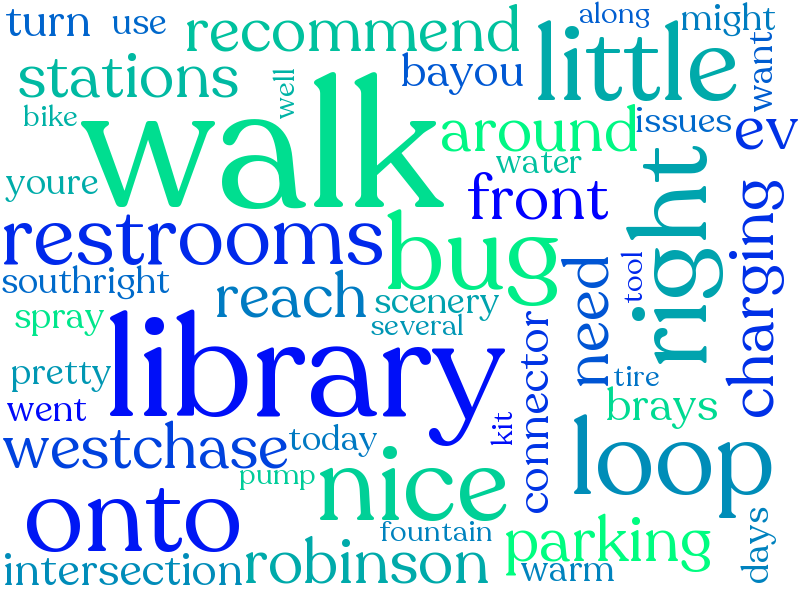 turn use recommend along might
stations well bayou little want
bike walk around issues ev
youre water front right
restrooms bug charging
southright reach scenery need tool
spray several
pretty library connector tire
went kit brays
westchase today nice loop
pump
onto fountain parking days
intersection robinson warm